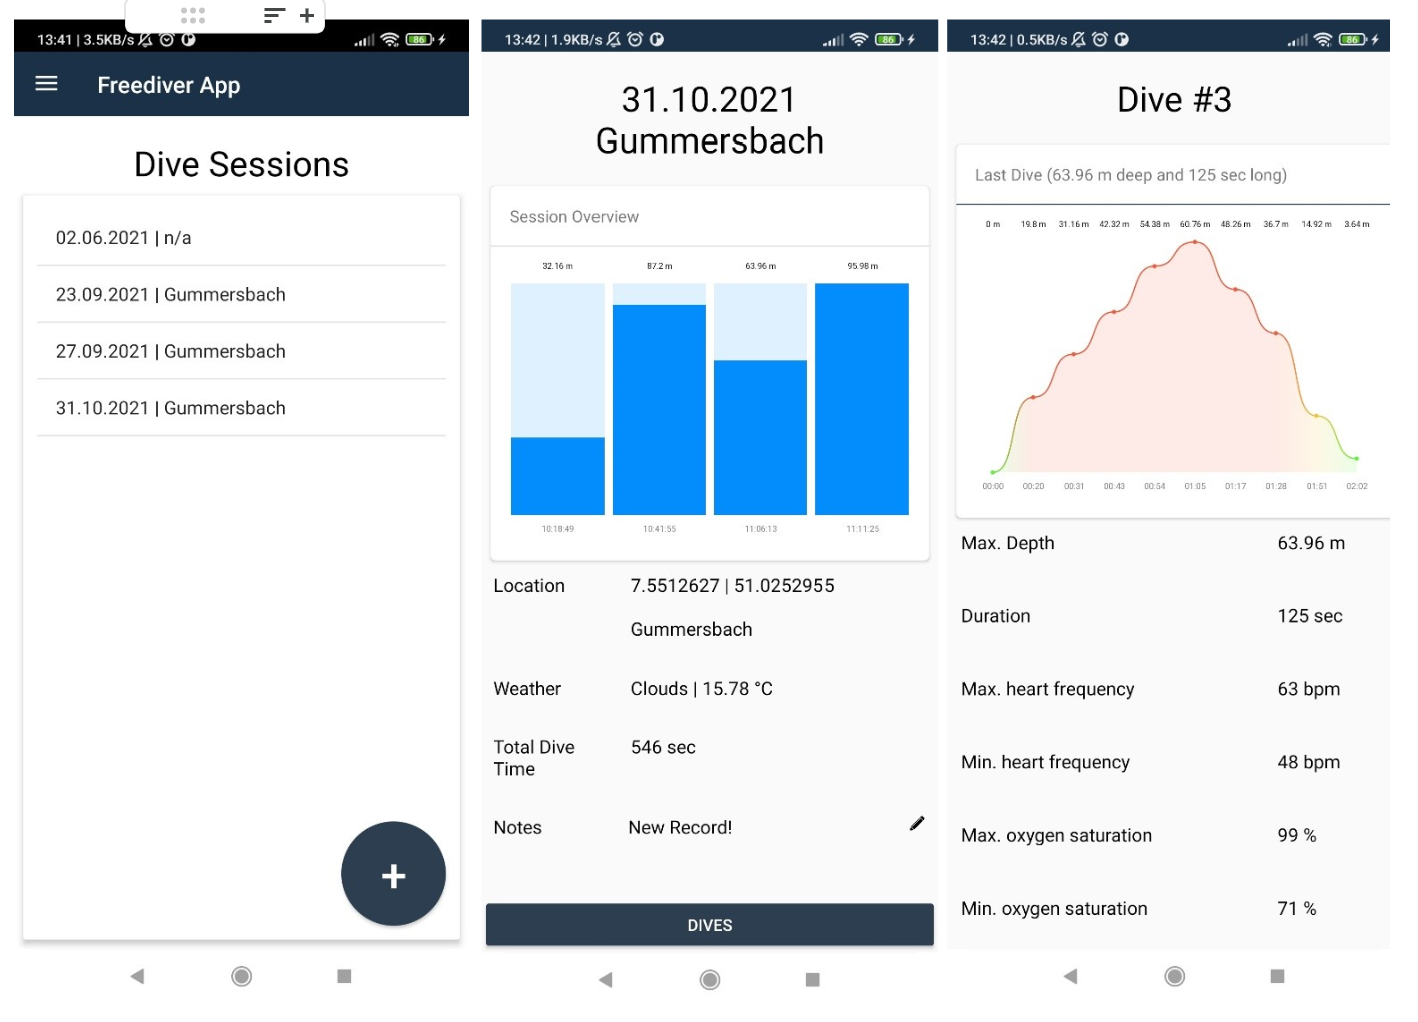 13:41 | 3.5KB/s
86
Freediver App
Dive Sessions
02.06.2021 | n/a
23.09.2021 | Gummersbach
27.09.2021 | Gummersbach
31.10.2021 | Gummersbach
+
13:42 | 1.9KB/s
86
31.10.2021
Gummersbach
Session Overview
32.16 m 87.2 m 63.96 m 95.98 m
10:18:49 10:41:55 11:06:13 11:11:25
Location 7.5512627 | 51.0252955
Gummersbach
Weather Clouds | 15.78 °C
Total Dive 546 sec
Time
Notes New Record!
DIVES
13:42 | 0.5KB/s
86
Dive #3
Last Dive (63.96 m deep and 125 sec long)
0 m 19.8 m 31.16 m 42.32 m 54.38 m 60.76 m 48.26 m 36.7 m 14.92 m 3.64 m
00:00 00:20 00:31 00:43 00:54 01:05 01:17 01:28 01:51 02:02
Max. Depth 63.96 m
Duration 125 sec
Max. heart frequency 63 bpm
Min. heart frequency 48 bpm
Max. oxygen saturation 99 %
Min. oxygen saturation 71 %